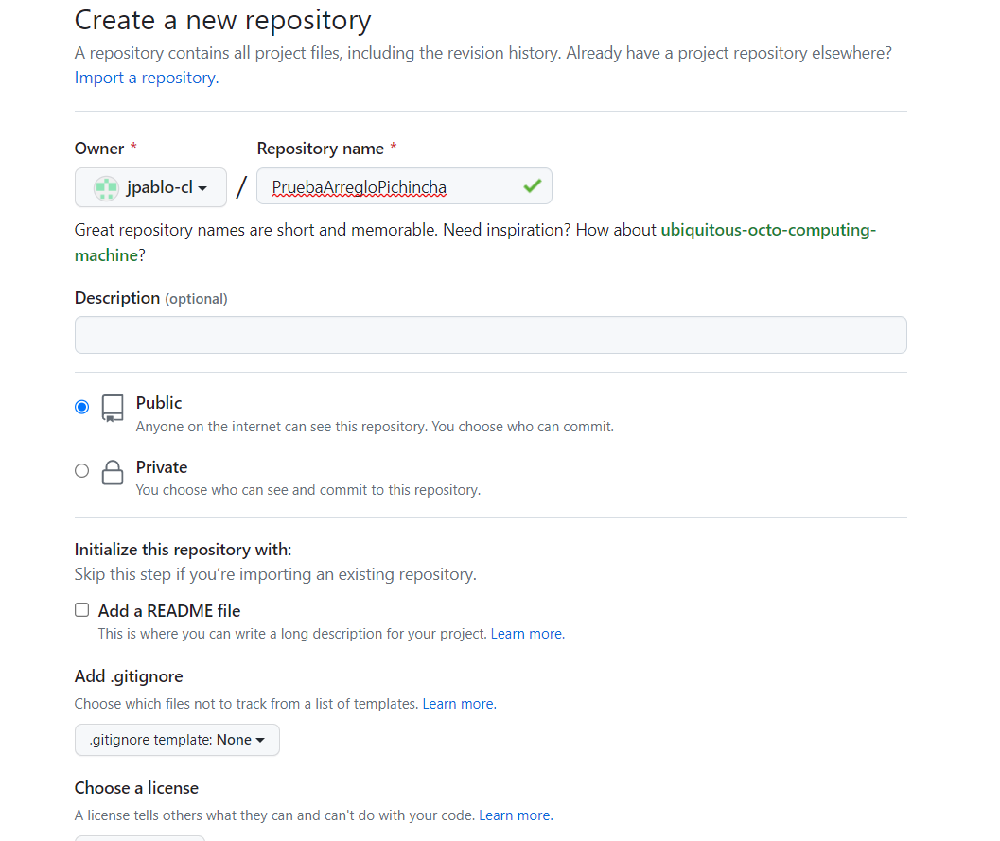 Create a new repository
A repository contains all project files, including the revision history. Already have a project repository elsewhere?
Import a repository.
Owner * Repository name *
jpablo-cl / PruebaArregloPichincha
Great repository names are short and memorable. Need inspiration? How about ubiquitous-octo-computing-
machine?
Description (optional)
Public
Anyone on the internet can see this repository. You choose who can commit.
Private
You choose who can see and commit to this repository.
Initialize this repository with:
Skip this step if you’re importing an existing repository.
Add a README file
This is where you can write a long description for your project. Learn more.
Add .gitignore
Choose which files not to track from a list of templates. Learn more.
.gitignore template: None
Choose a license
A license tells others what they can and can't do with your code. Learn more.